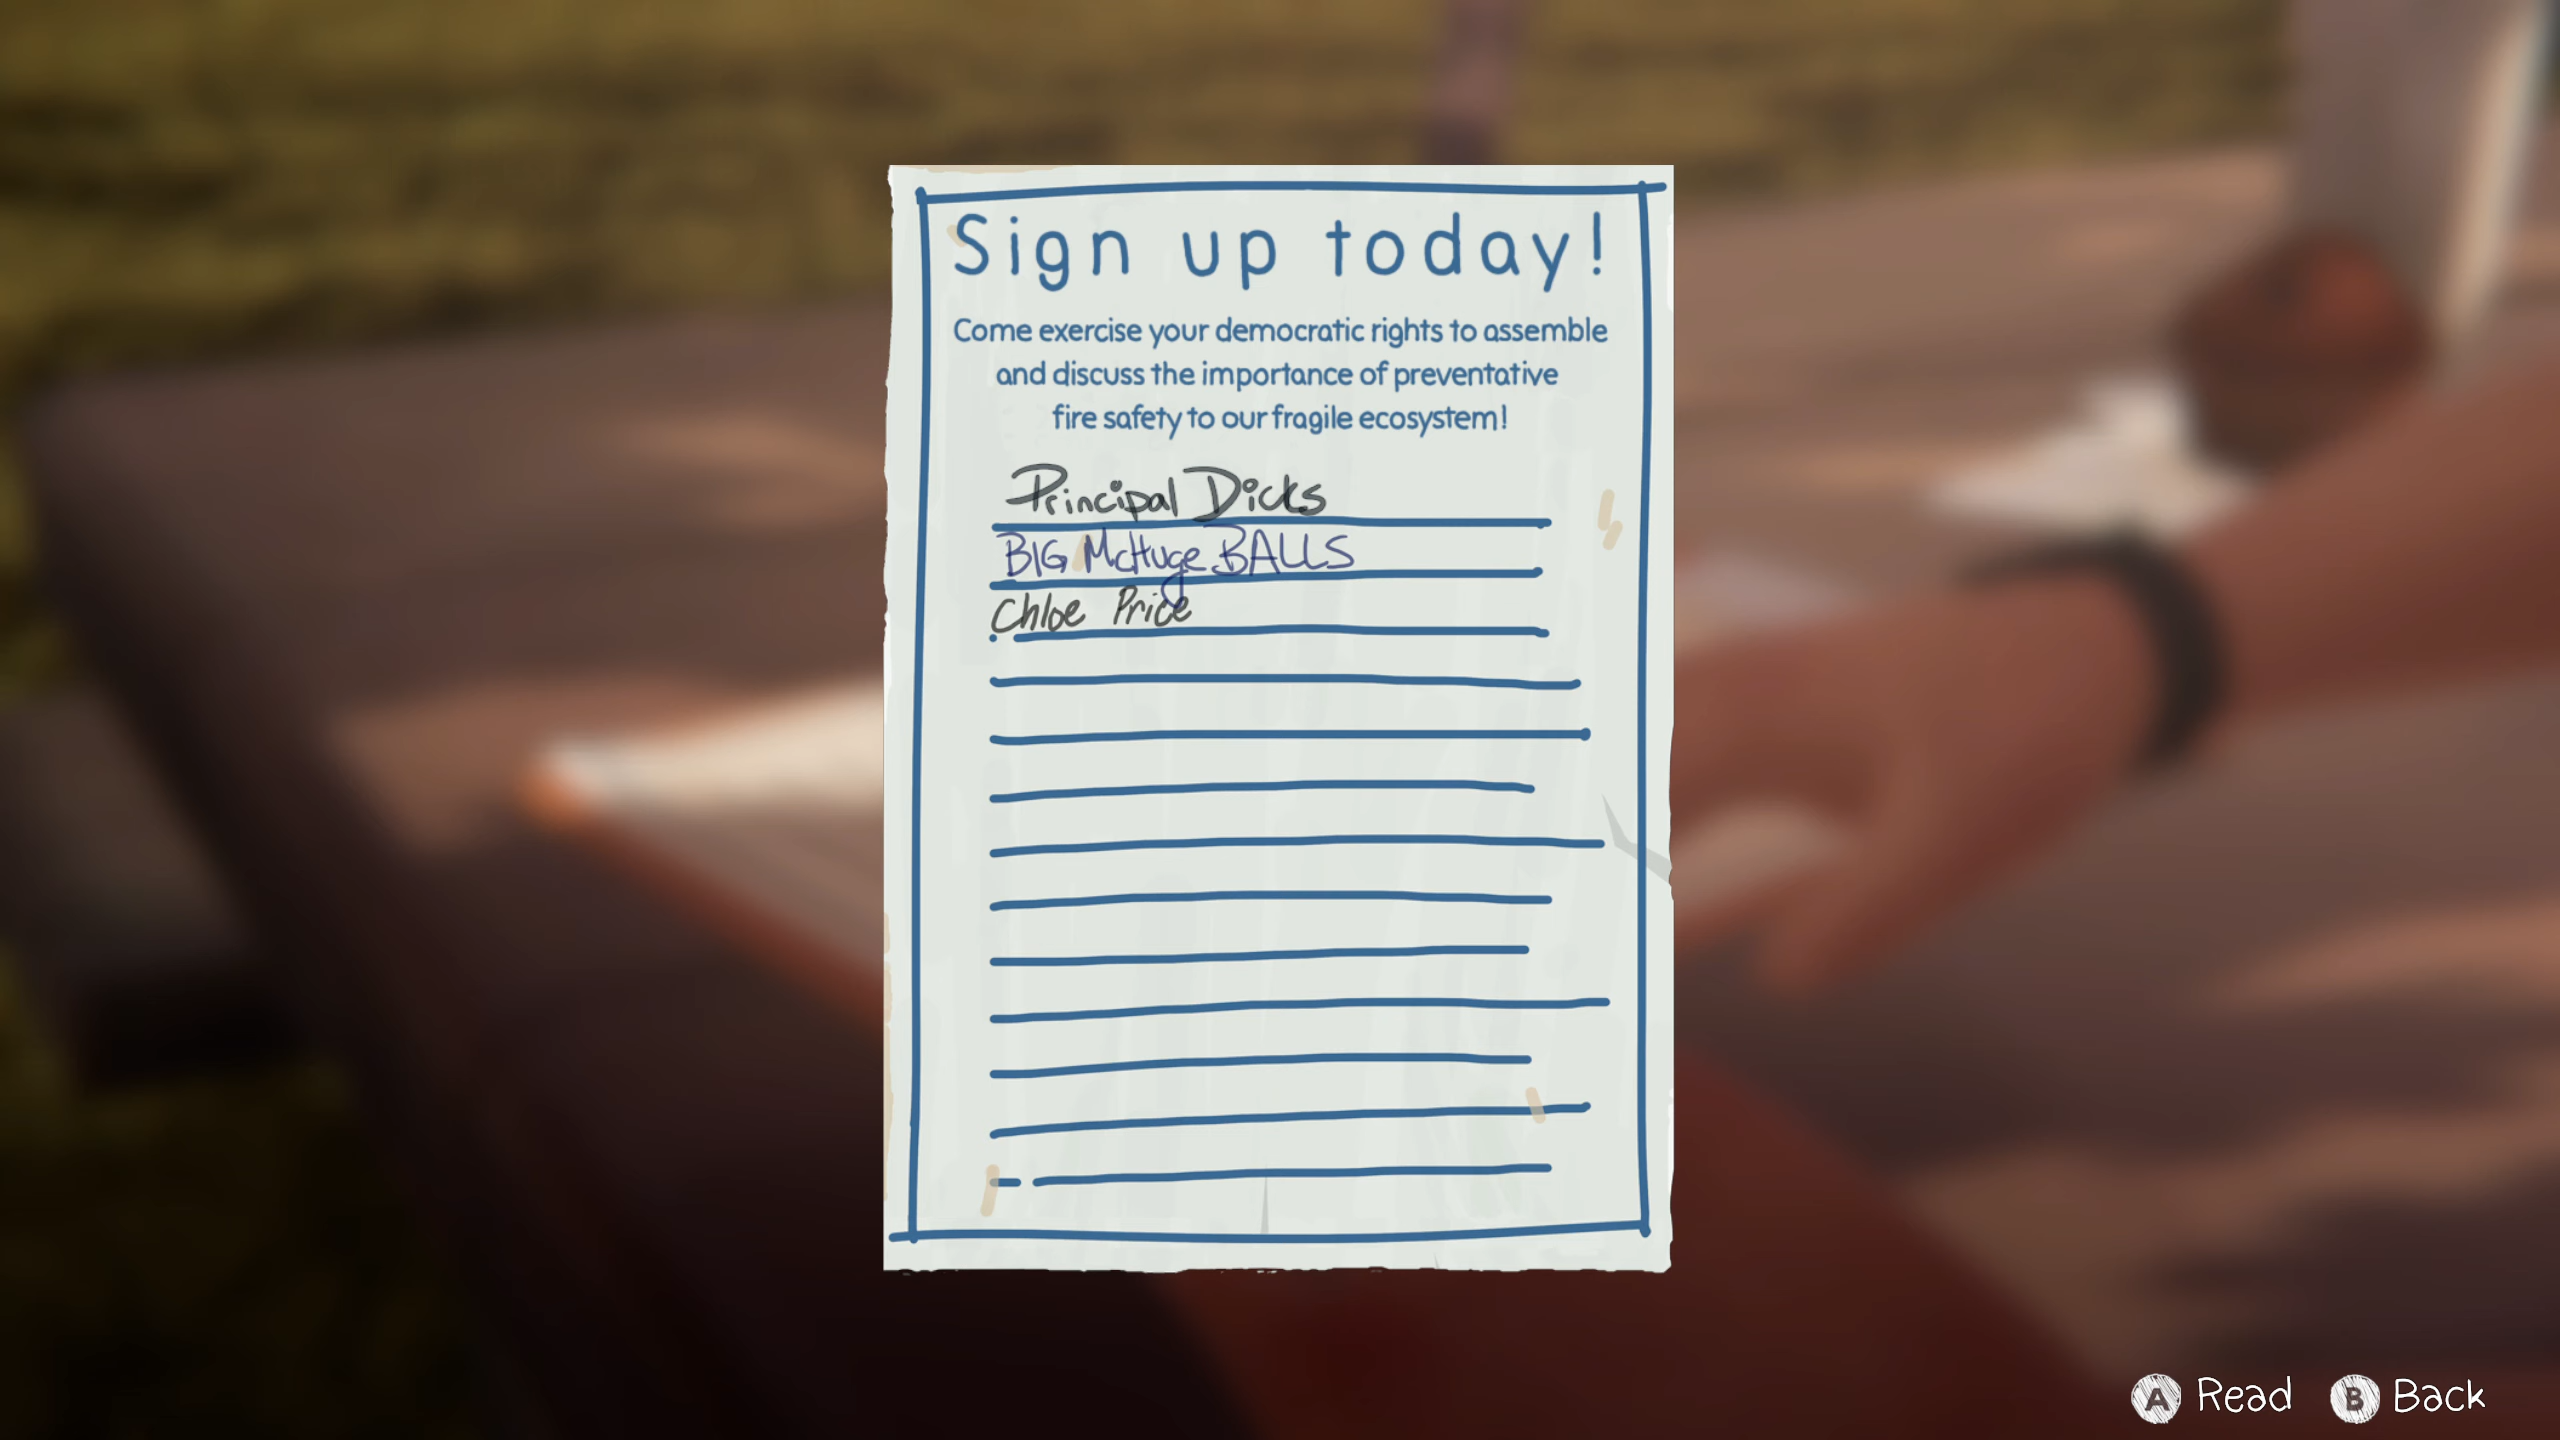 Sign up today!
Come exercise your democratic rights to assemble
and discuss the importance of preventative
fire safety to our fragile ecosystem!
Principal Dicks
BIG McHuge BALLS
Chloe Price
A Read B Back